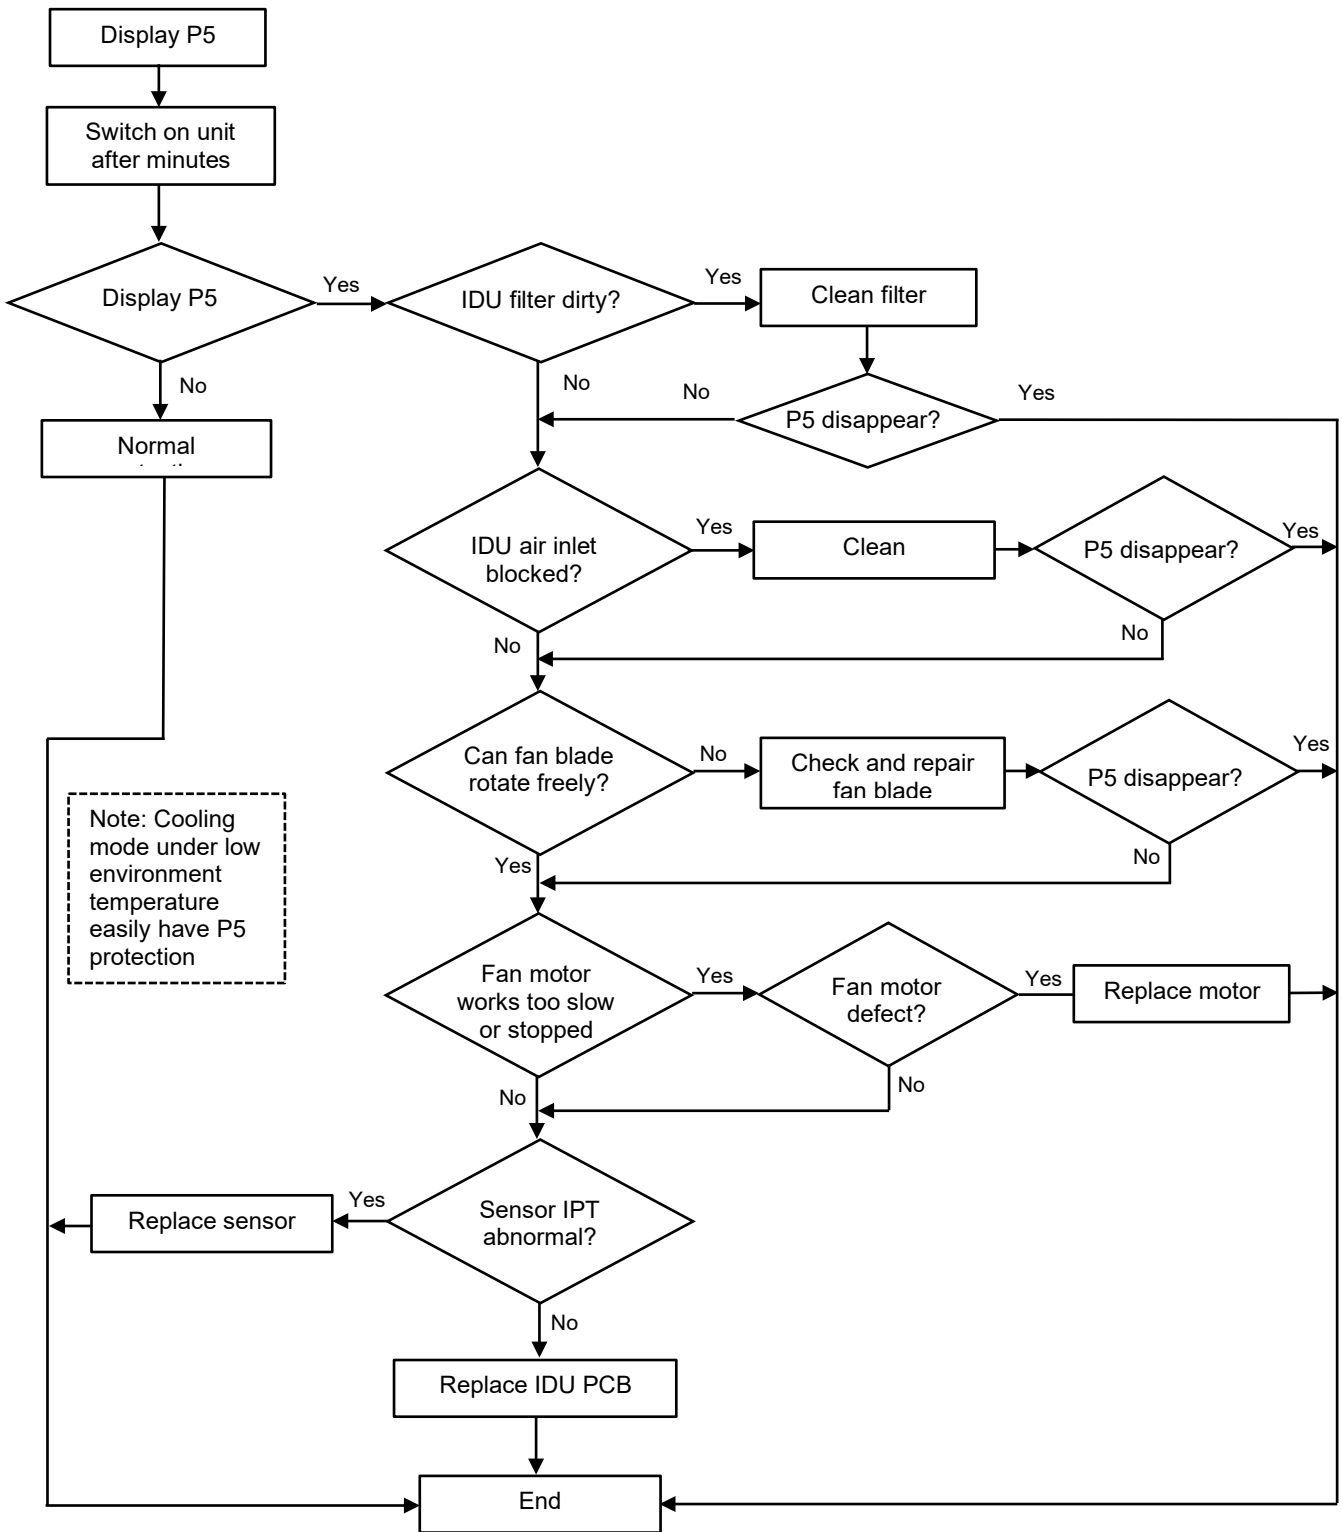 Display P5
Switch on unit
after minutes
Display P5
Yes
IDU filter dirty?
Yes
Clean filter
No
No
No
P5 disappear?
Yes
Normal
IDU air inlet
blocked?
Yes
Clean
P5 disappear?
Yes
No
No
Can fan blade
rotate freely?
No
Check and repair
fan blade
P5 disappear?
Yes
Yes
No
Note: Cooling
mode under low
environment
temperature
easily have P5
protection
Fan motor
works too slow
or stopped
Yes
Fan motor
defect?
Yes
Replace motor
No
No
Sensor IPT
abnormal?
Yes
Replace sensor
No
Replace IDU PCB
End